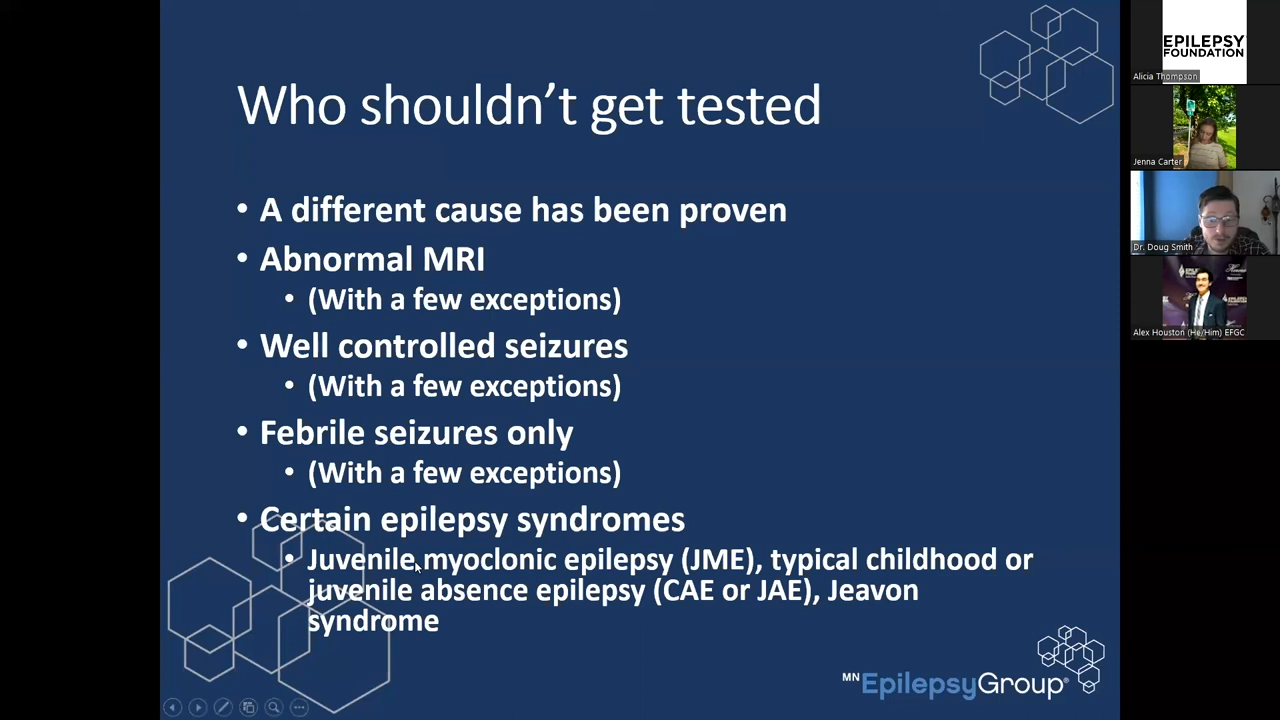 Who shouldn't get tested
• A different cause has been proven
• Abnormal MRI
• (With a few exceptions)
• Well controlled seizures
• (With a few exceptions)
• Febrile seizures only
• (With a few exceptions)
• Certain epilepsy syndromes
• Juvenile myoclonic epilepsy (JME), typical childhood or
juvenile absence epilepsy (CAE or JAE), Jeavon
syndrome
MN EpilepsyGroup®
EPILEPSY
FOUNDATION
Alicia Thompson
Jenna Carter
Dr. Doug Smith
Alex Houston (He/Him) EFGC